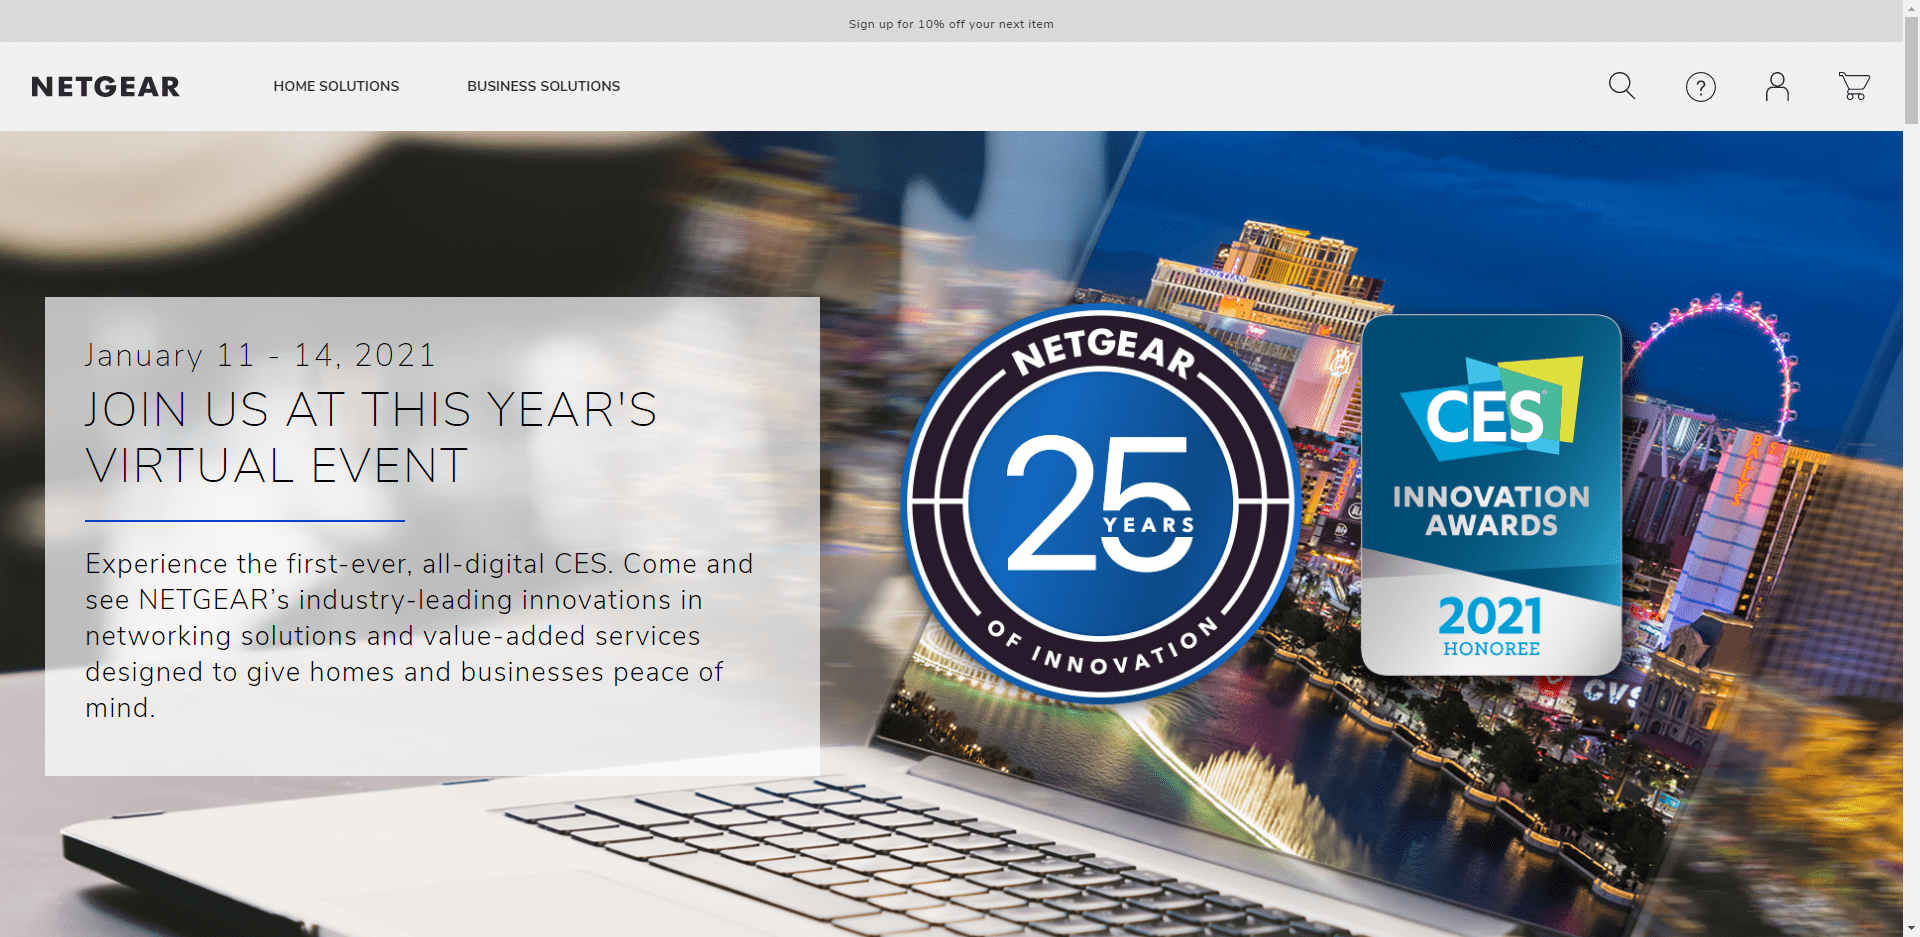 Sign up for 10% off your next item
NETGEAR
HOME SOLUTIONS
BUSINESS SOLUTIONS
?
January 11 - 14, 2021
JOIN US AT THIS YEAR'S
VIRTUAL EVENT
Experience the first-ever, all-digital CES. Come and
see NETGEAR’s industry-leading innovations in
networking solutions and value-added services
designed to give homes and businesses peace of
mind.
NETGEAR
25
YEARS
OF INNOVATION
CES
INNOVATION
AWARDS
2021
HONOREE
VENETIAN
BALLY'S
CVS